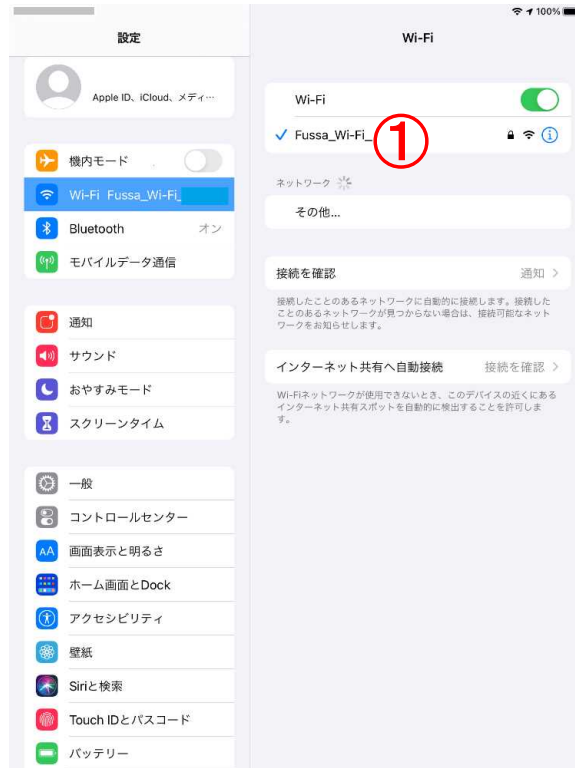 100%
設定
Apple ID、iCloud、メディ…
機内モード
Wi-Fi Fussa_Wi-Fi_
Bluetooth オン
モバイルデータ通信
通知
サウンド
おやすみモード
スクリーンタイム
一般
コントロールセンター
AA 画面表示と明るさ
ホーム画面とDock
アクセシビリティ
壁紙
Siriと検索
Touch IDとパスコード
バッテリー
Wi-Fi
Wi-Fi
Fussa_Wi-Fi_ ①
ネットワーク
その他...
接続を確認 通知
接続したことのあるネットワークに自動的に接続します。接続した
ことのあるネットワークが見つからない場合は、接続可能なネット
ワークをお知らせします。
インターネット共有へ自動接続 接続を確認
Wi-Fiネットワークが使用できないとき、このデバイスの近くにある
インターネット共有スポットを自動的に検出することを許可しま
す。